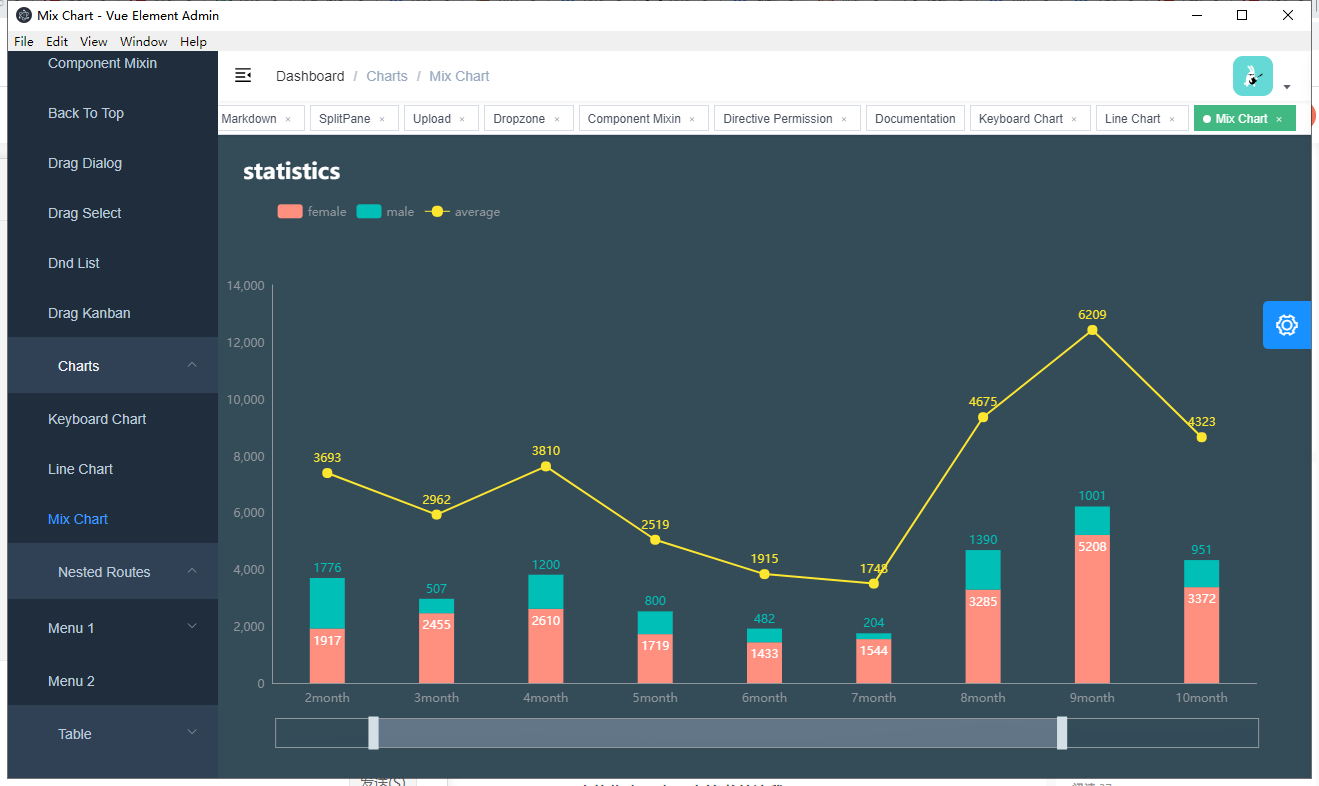 Mix Chart - Vue Element Admin
File Edit View Window Help
Component Mixin
Back To Top
Drag Dialog
Drag Select
Dnd List
Drag Kanban
Charts
Keyboard Chart
Line Chart
Mix Chart
Nested Routes
Menu 1
Menu 2
Table
Dashboard / Charts / Mix Chart
Markdown × SplitPane × Upload × Dropzone × Component Mixin × Directive Permission × Documentation Keyboard Chart × Line Chart × Mix Chart ×
statistics
female male average
14,000
12,000
10,000
8,000
6,000
4,000
2,000
0
3693 2962 3810 2519 1915 1748 4675 6209 4323
1776 507 1200 800 482 204 1390 1001 951
1917 2455 2610 1719 1433 1544 3285 5208 3372
2month 3month 4month 5month 6month 7month 8month 9month 10month
发送(S)